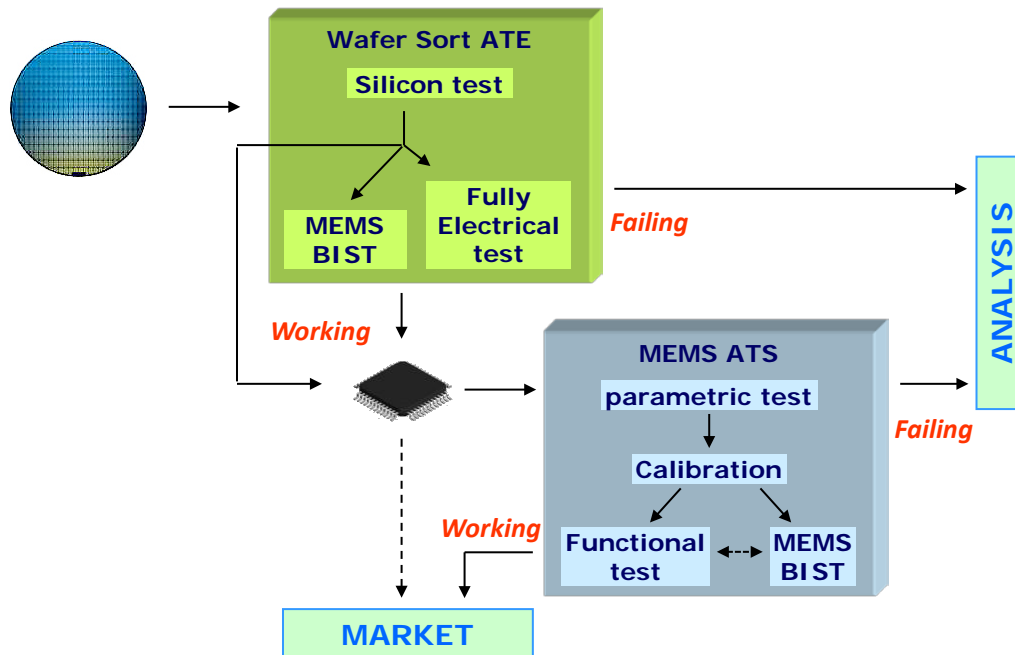 Wafer Sort ATE
Silicon test
MEMS
BIST
Fully
Electrical
test
Failing
ANALYSIS
Working
MEMS ATS
parametric test
Failing
Calibration
Working
Functional
test
MEMS
BIST
MARKET